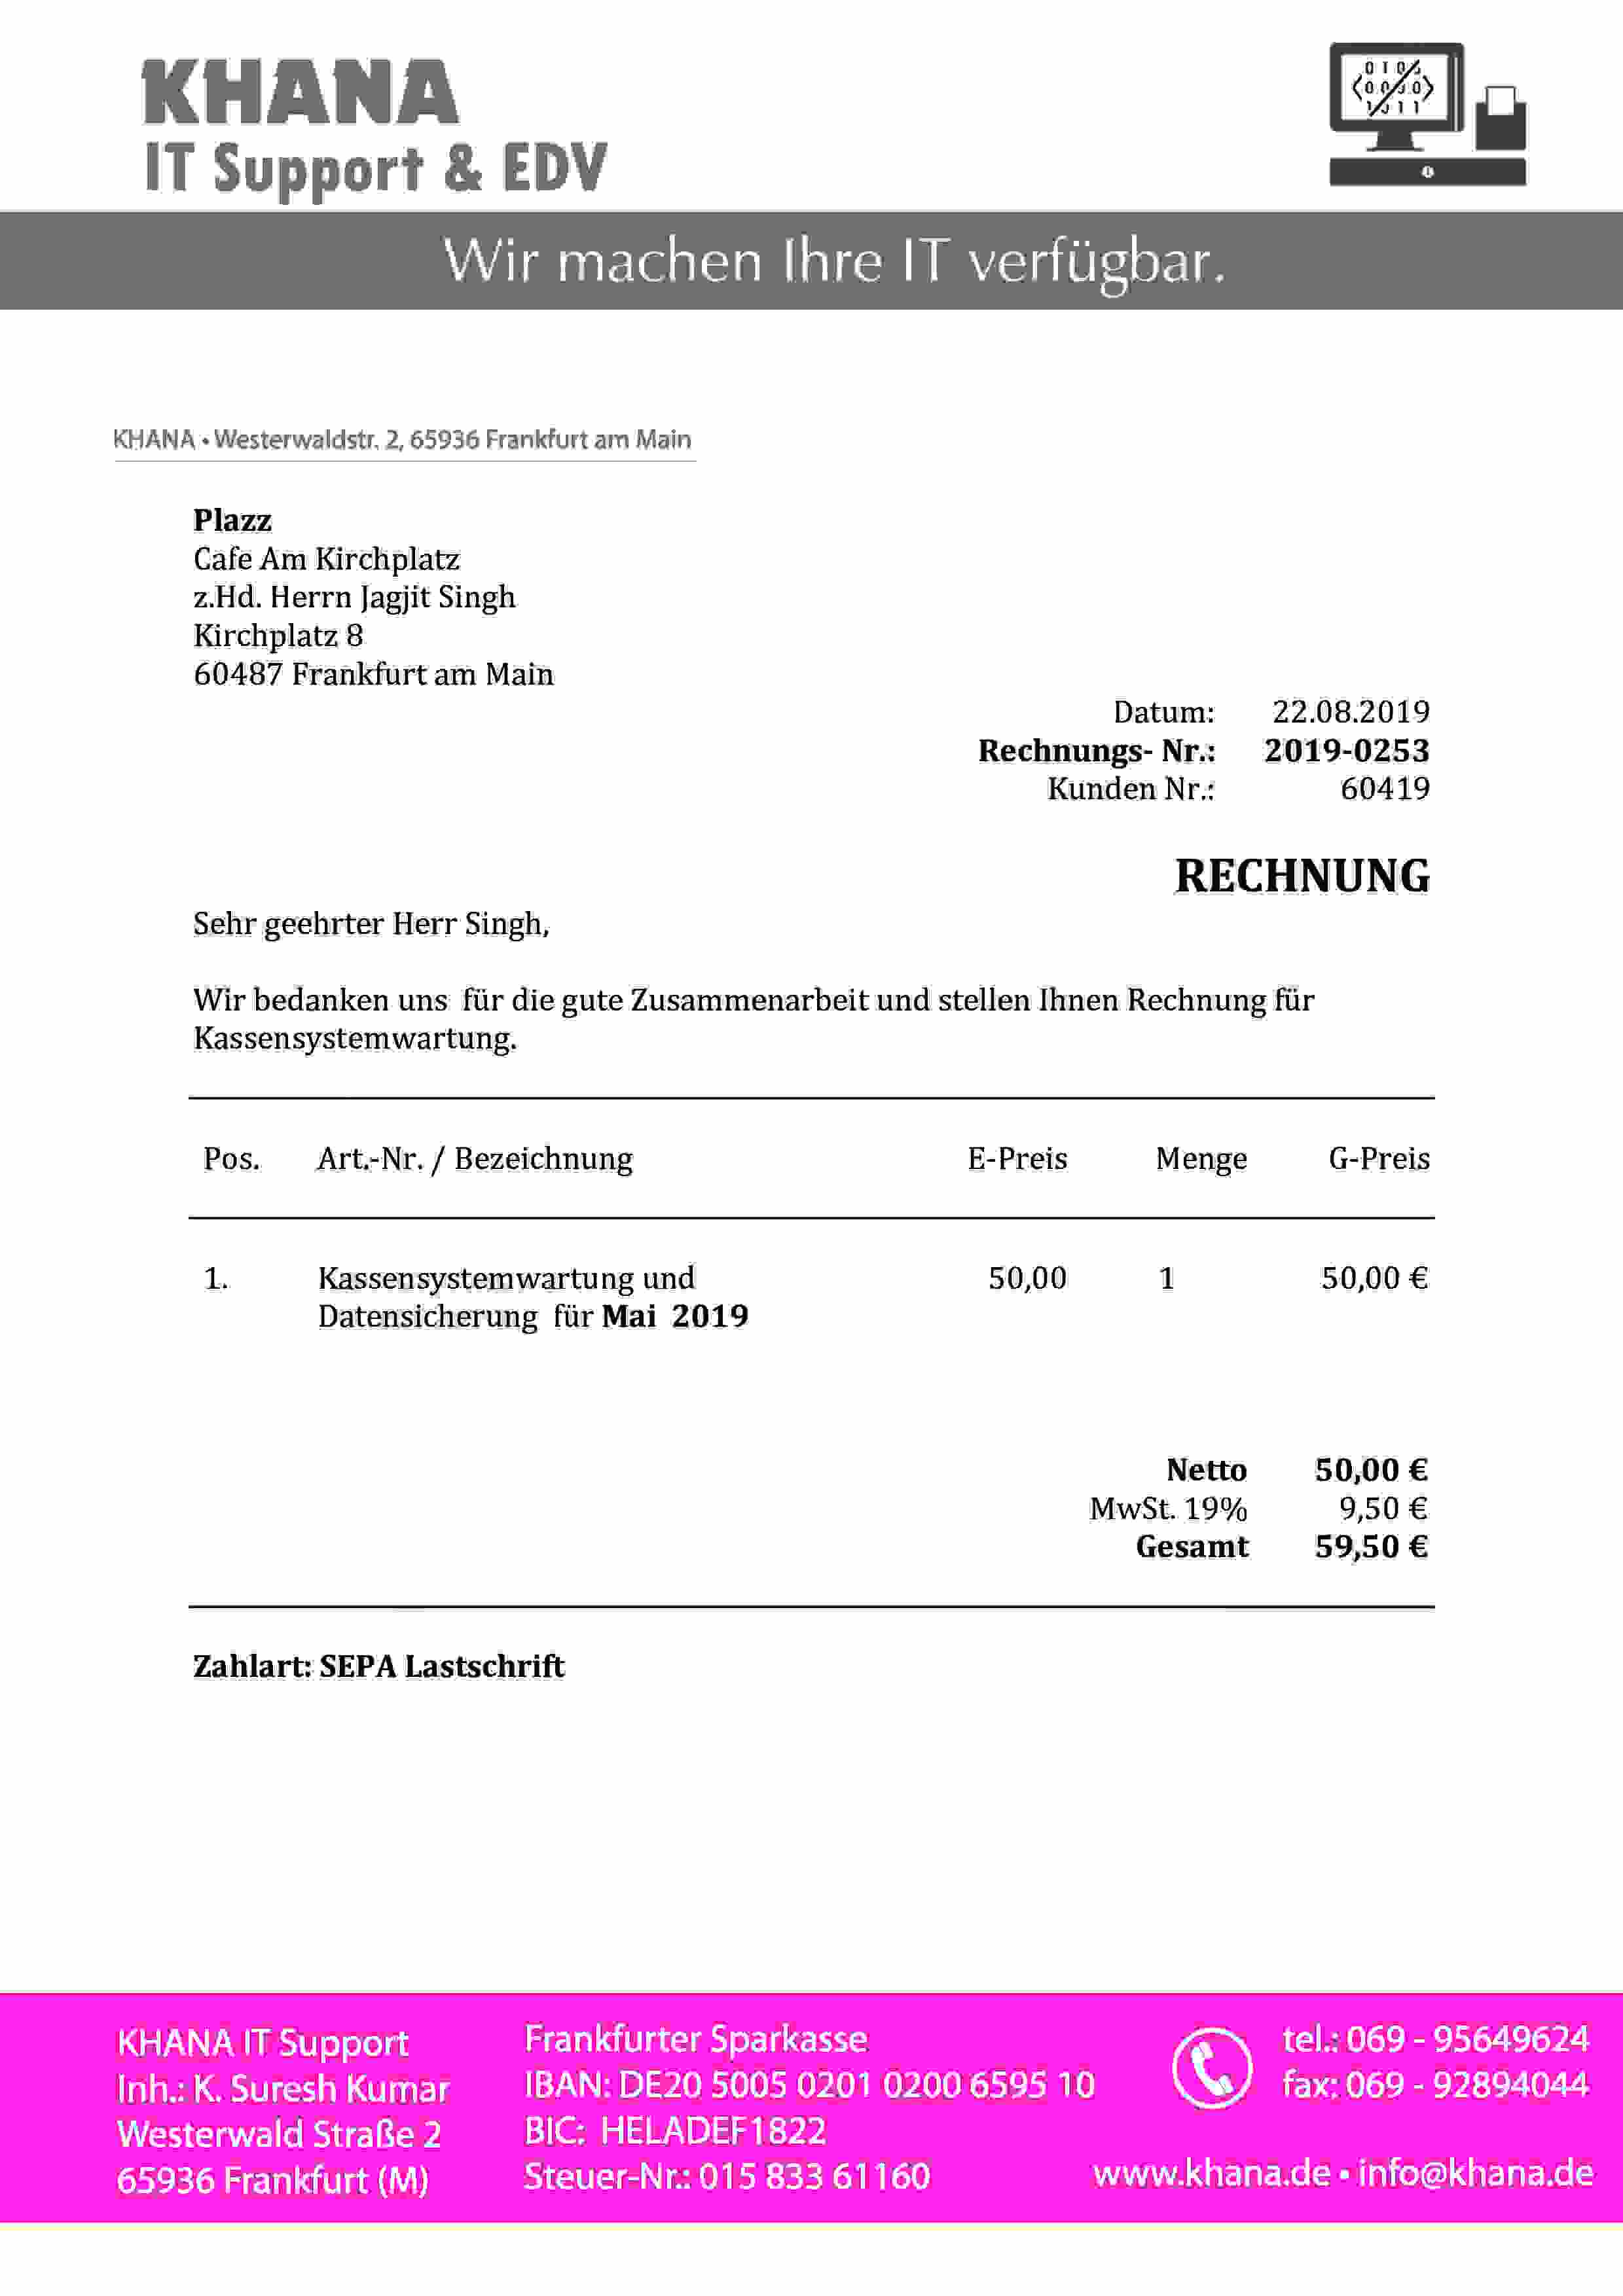 KHANA
IT Support & EDV
Wir machen Ihre IT verfügbar.
KHANA • Westerwaldstr. 2, 65936 Frankfurt am Main
Plazz
Cafe Am Kirchplatz
z.Hd. Herrn Jagjit Singh
Kirchplatz 8
60487 Frankfurt am Main
Datum: 22.08.2019
Rechnungs- Nr.: 2019-0253
Kunden Nr.: 60419
RECHNUNG
Sehr geehrter Herr Singh,
Wir bedanken uns für die gute Zusammenarbeit und stellen Ihnen Rechnung für
Kassensystemwartung.
Pos. Art.-Nr. / Bezeichnung E-Preis Menge G-Preis
1. Kassensystemwartung und 50,00 1 50,00 €
Datensicherung für Mai 2019
Netto 50,00 €
MwSt. 19% 9,50 €
Gesamt 59,50 €
Zahlart: SEPA Lastschrift
KHANA IT Support
Inh.: K. Suresh Kumar
Westerwald Straße 2
65936 Frankfurt (M)
Frankfurter Sparkasse
IBAN: DE20 5005 0201 0200 6595 10
BIC: HELADEF1822
Steuer-Nr.: 015 833 61160
tel.: 069 - 95649624
fax: 069 - 92894044
www.khana.de • info@khana.de